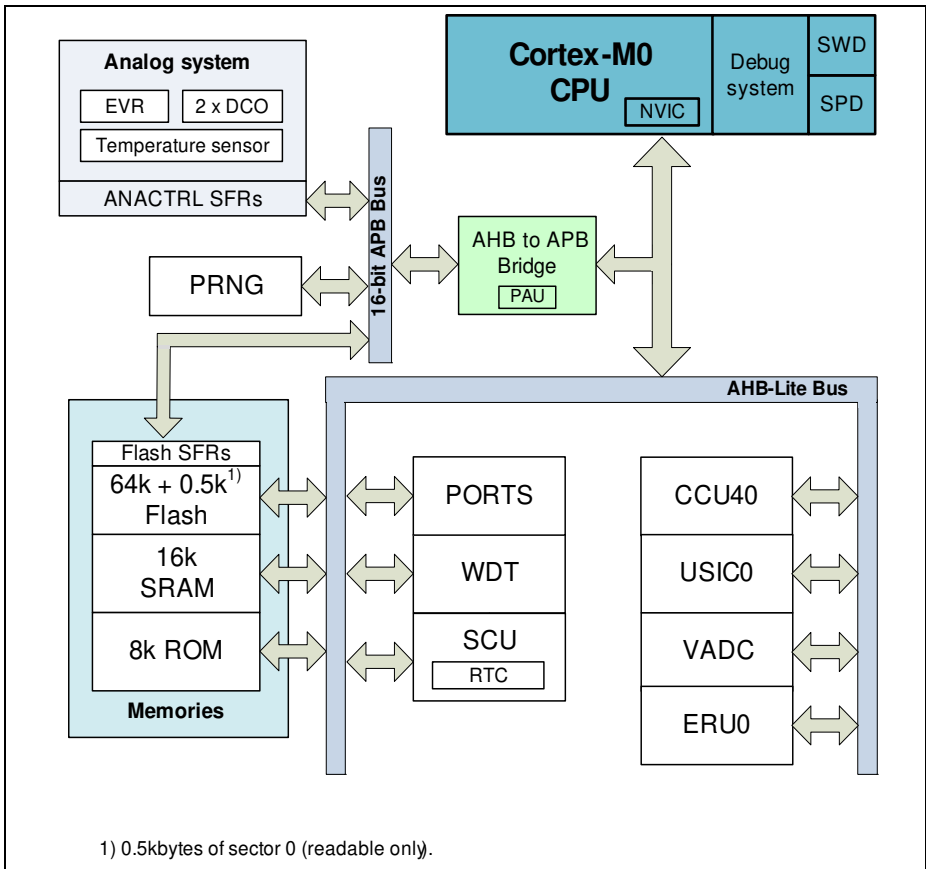 Analog system
EVR
2 x DCO
Temperature sensor
ANACTRL SFRs
Cortex-M0
CPU
NVIC
Debug
system
SWD
SPD
16-bit APB Bus
PRNG
AHB to APB
Bridge
PAU
AHB-Lite Bus
Flash SFRs
64k + 0.5k1)
Flash
16k
SRAM
8k ROM
Memories
PORTS
WDT
SCU
RTC
CCU40
USIC0
VADC
ERU0
1) 0.5kbytes of sector 0 (readable only).